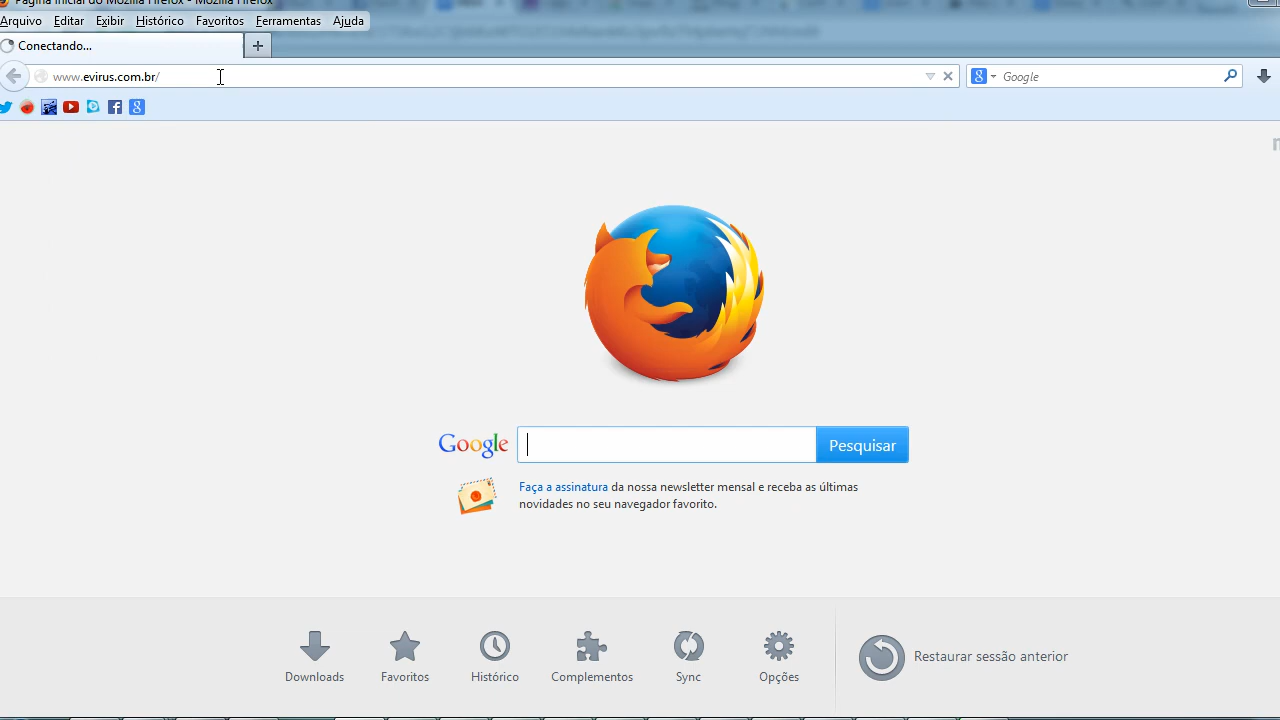 Página inicial do Mozilla Firefox - Mozilla Firefox
Arquivo Editar Exibir Histórico Favoritos Ferramentas Ajuda
Conectando...
www.evirus.com.br/
Google
Google
Pesquisar
Faça a assinatura da nossa newsletter mensal e receba as últimas
novidades no seu navegador favorito.
Downloads
Favoritos
Histórico
Complementos
Sync
Opções
Restaurar sessão anterior